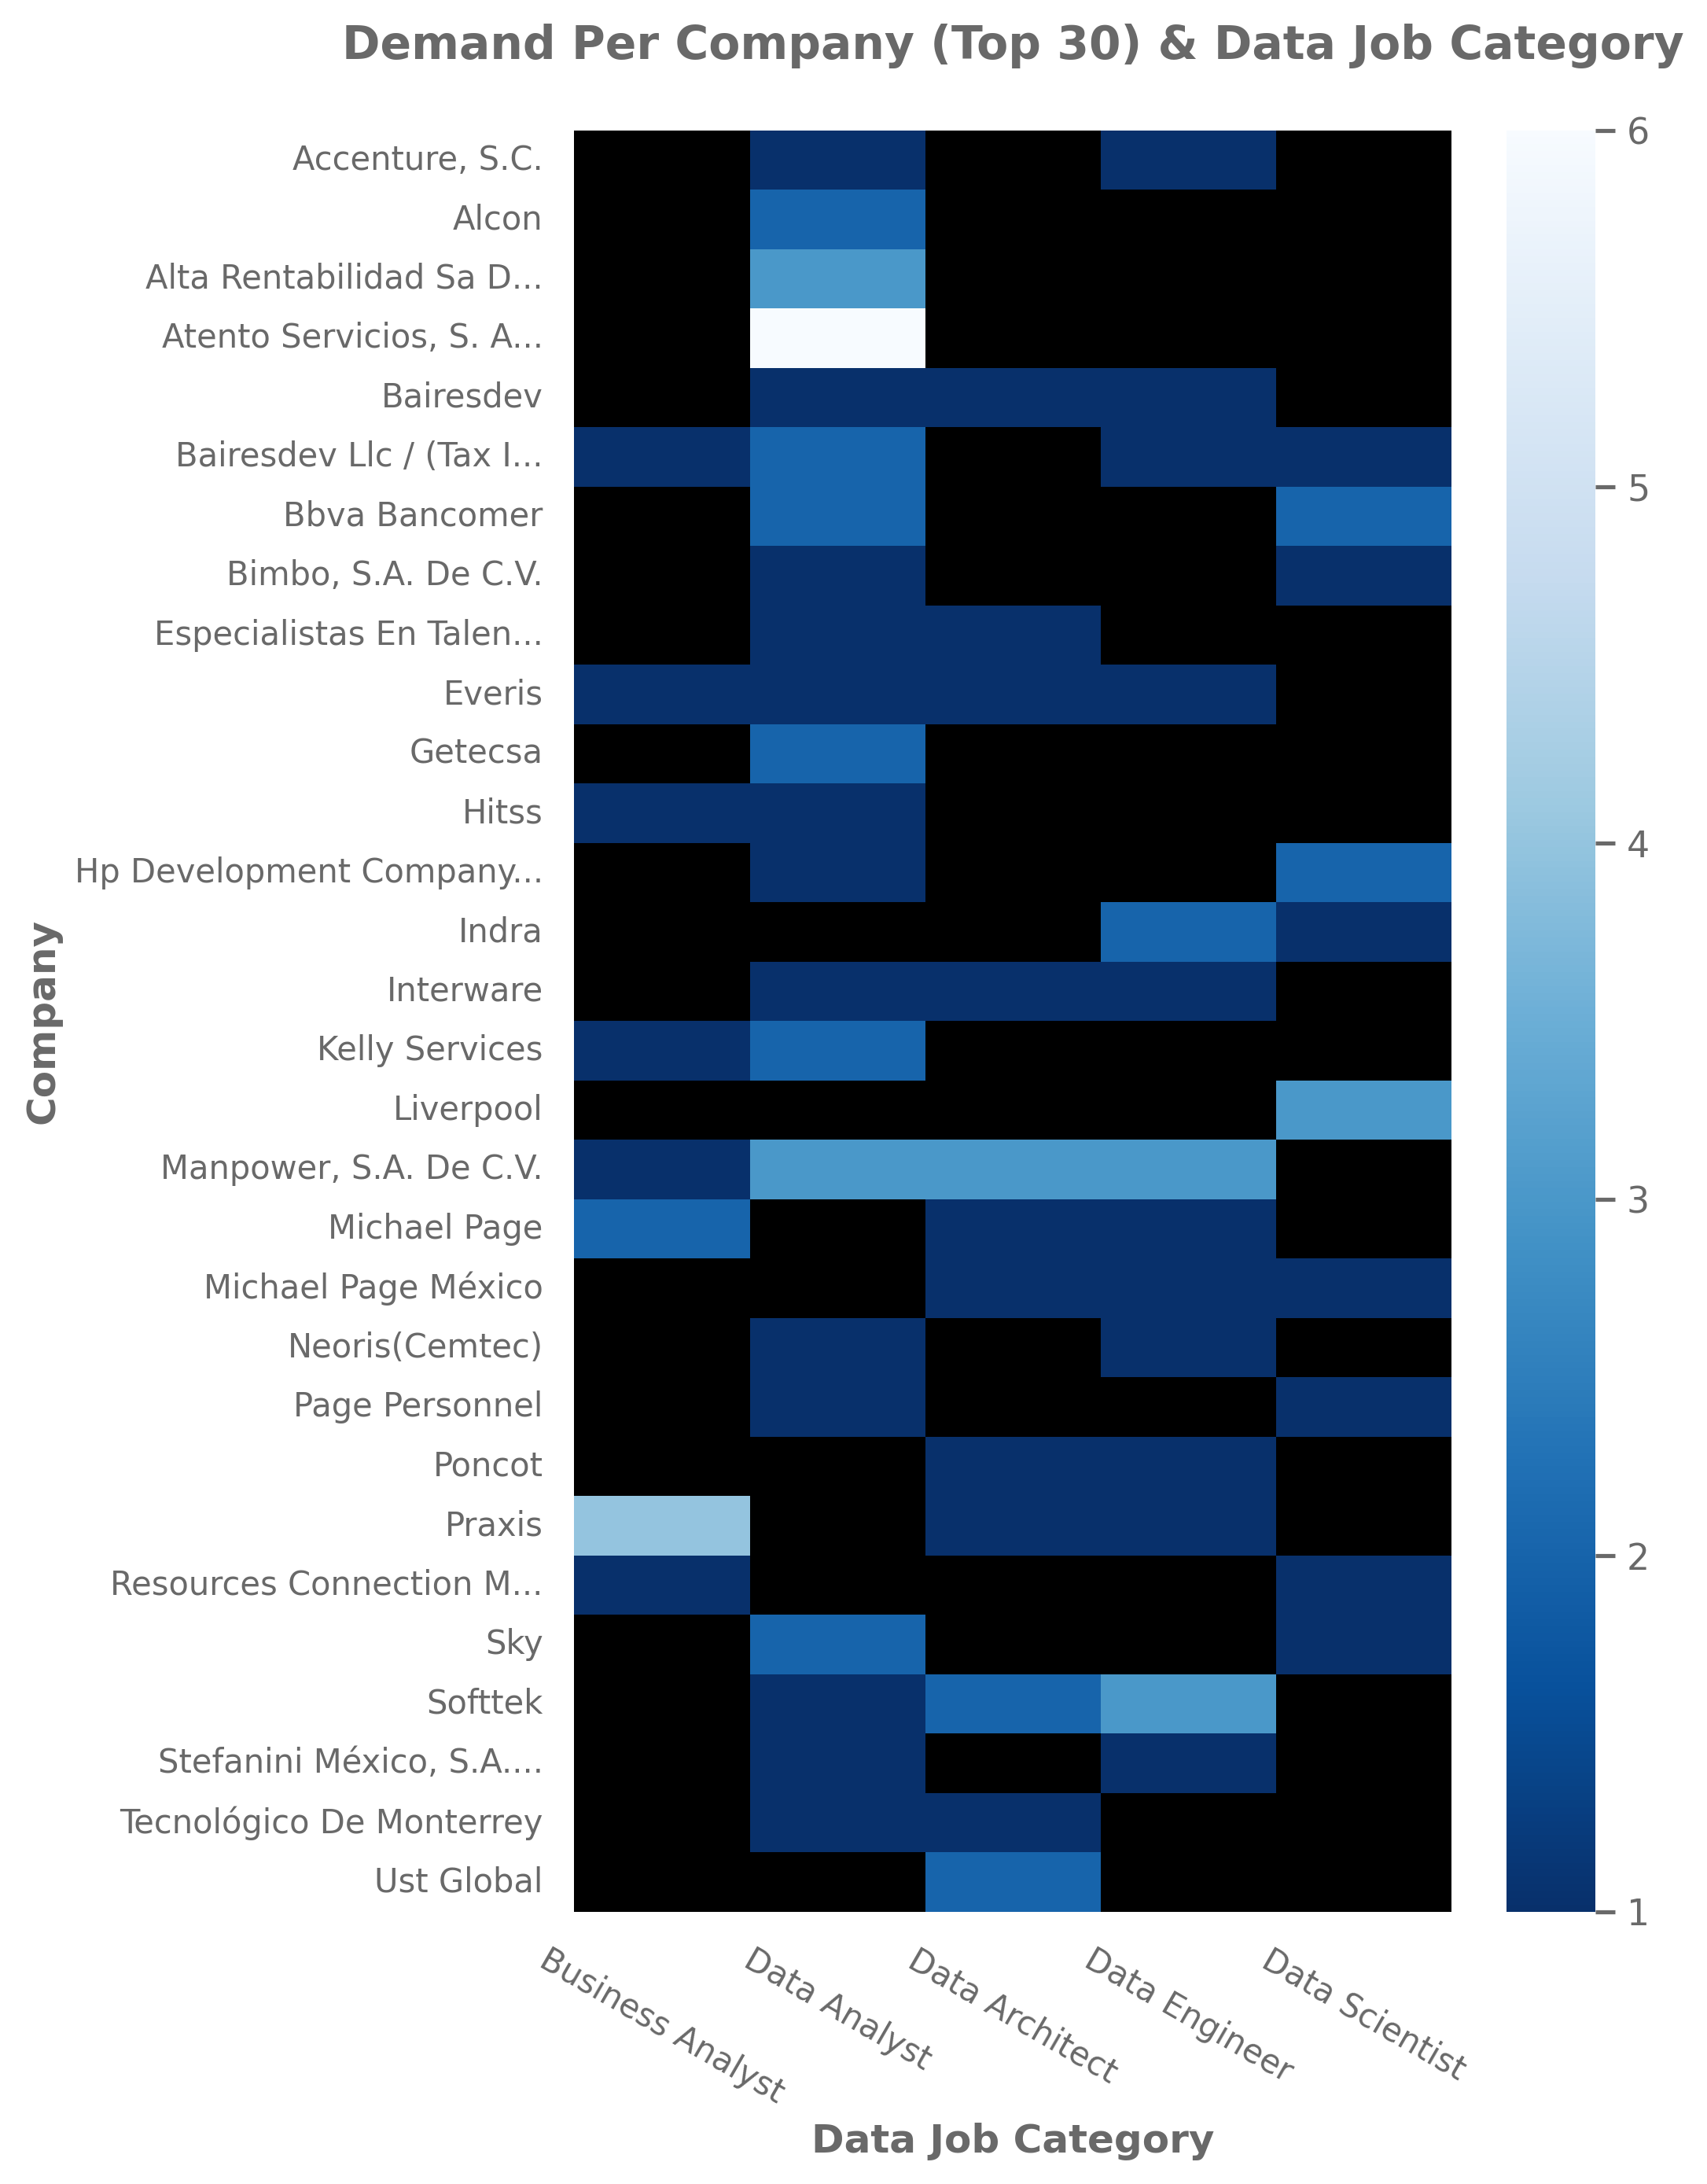 Demand Per Company (Top 30) & Data Job Category
Company
Accenture, S.C.
Alcon
Alta Rentabilidad Sa D...
Atento Servicios, S. A...
Bairesdev
Bairesdev Llc / (Tax I...
Bbva Bancomer
Bimbo, S.A. De C.V.
Especialistas En Talen...
Everis
Getecsa
Hitss
Hp Development Company...
Indra
Interware
Kelly Services
Liverpool
Manpower, S.A. De C.V.
Michael Page
Michael Page México
Neoris(Cemtec)
Page Personnel
Poncot
Praxis
Resources Connection M...
Sky
Softtek
Stefanini México, S.A....
Tecnológico De Monterrey
Ust Global
Business Analyst
Data Analyst
Data Architect
Data Engineer
Data Scientist
Data Job Category
6
5
4
3
2
1